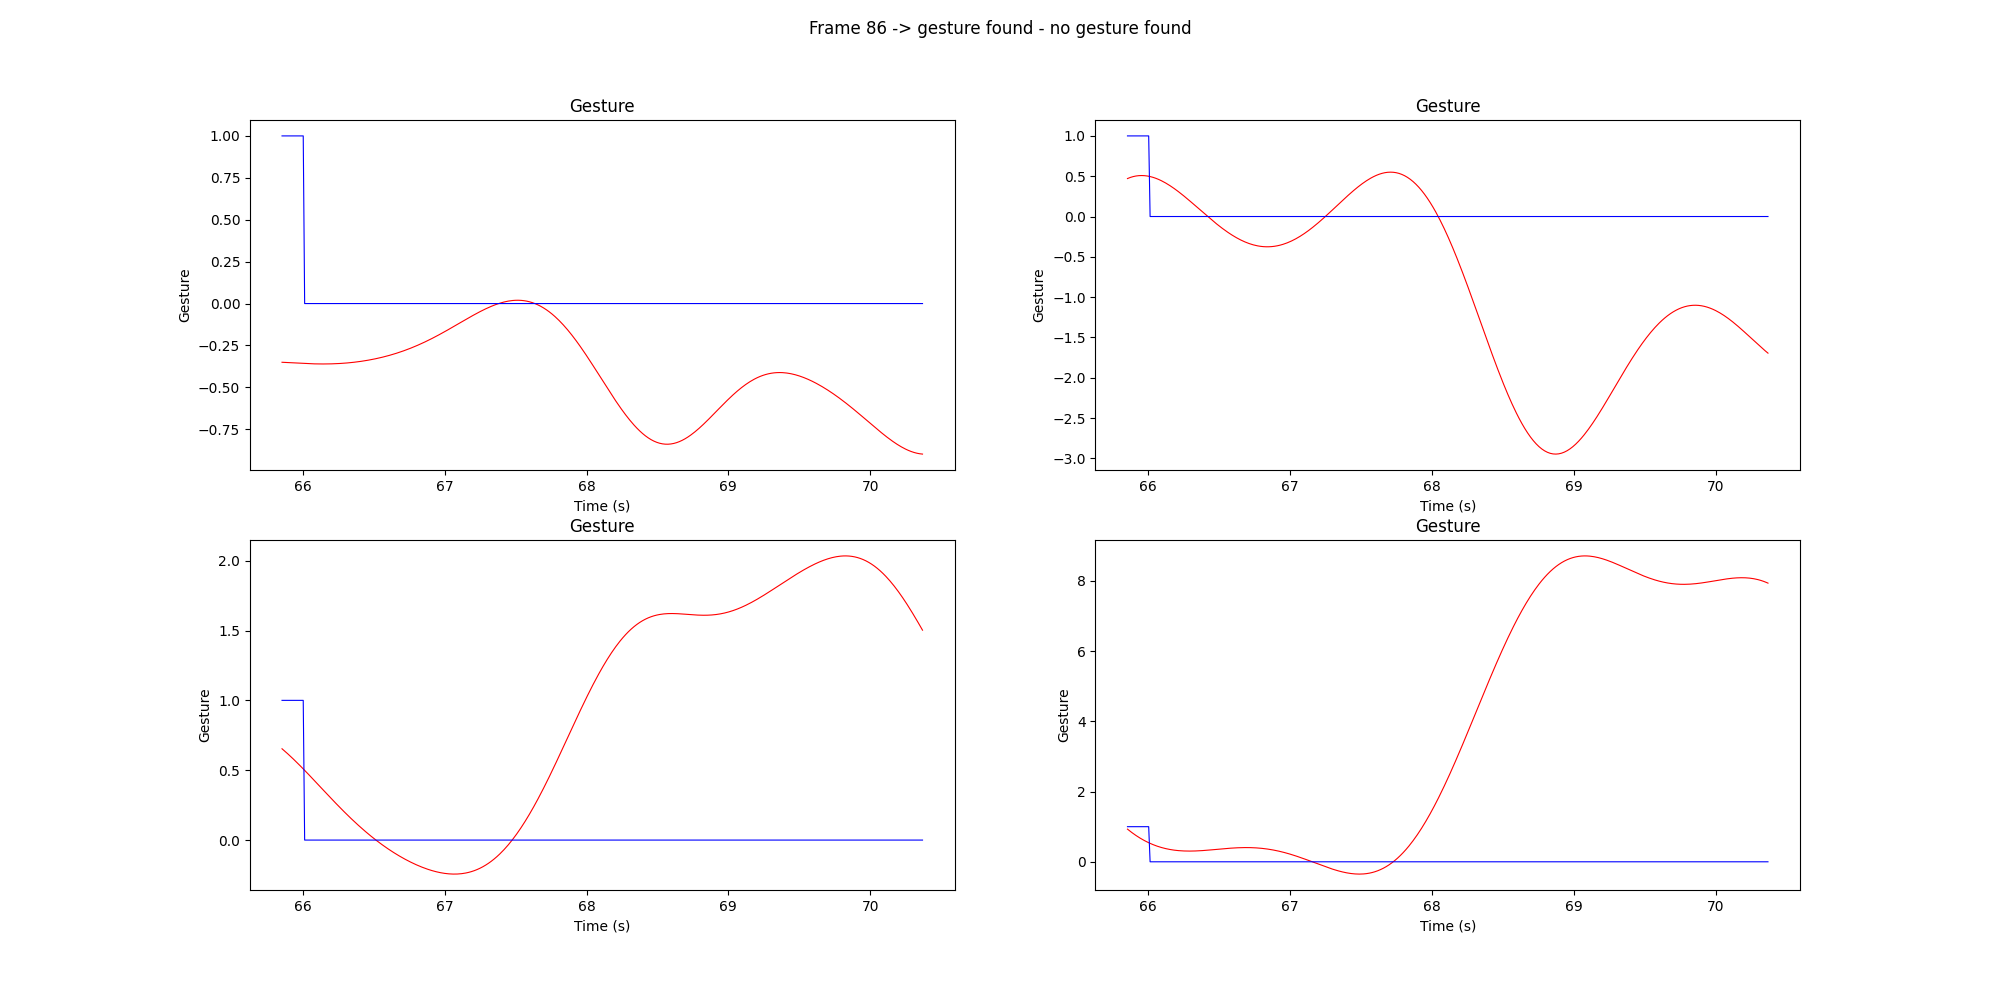 Frame 86 -> gesture found - no gesture found
Gesture
1.00
0.75
0.50
0.25
0.00
−0.25
−0.50
−0.75
Gesture
66 67 68 69 70
Time (s)
Gesture
1.0
0.5
0.0
−0.5
−1.0
−1.5
−2.0
−2.5
−3.0
Gesture
66 67 68 69 70
Time (s)
Gesture
2.0
1.5
1.0
0.5
0.0
Gesture
66 67 68 69 70
Time (s)
Gesture
8
6
4
2
0
Gesture
66 67 68 69 70
Time (s)